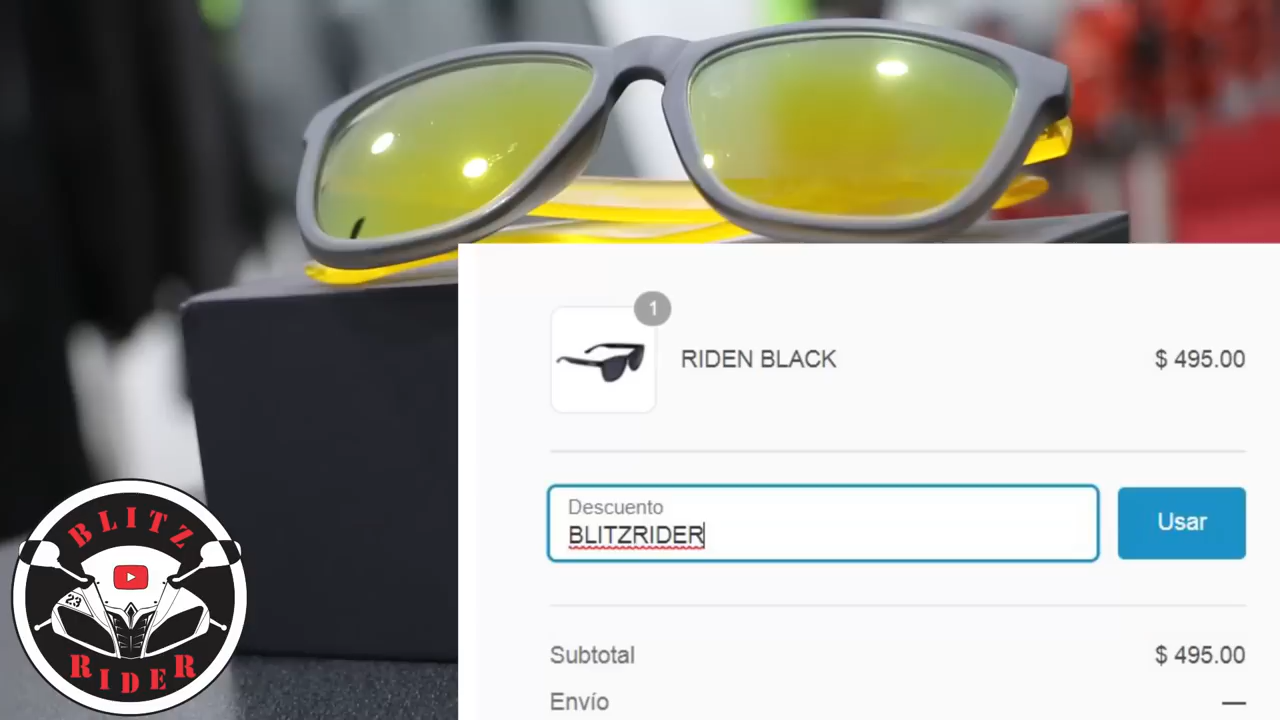 1
RIDEN BLACK
$ 495.00
Descuento
BLITZRIDER
Usar
Subtotal
$ 495.00
Envío
—
BLITZ
23
RIDER